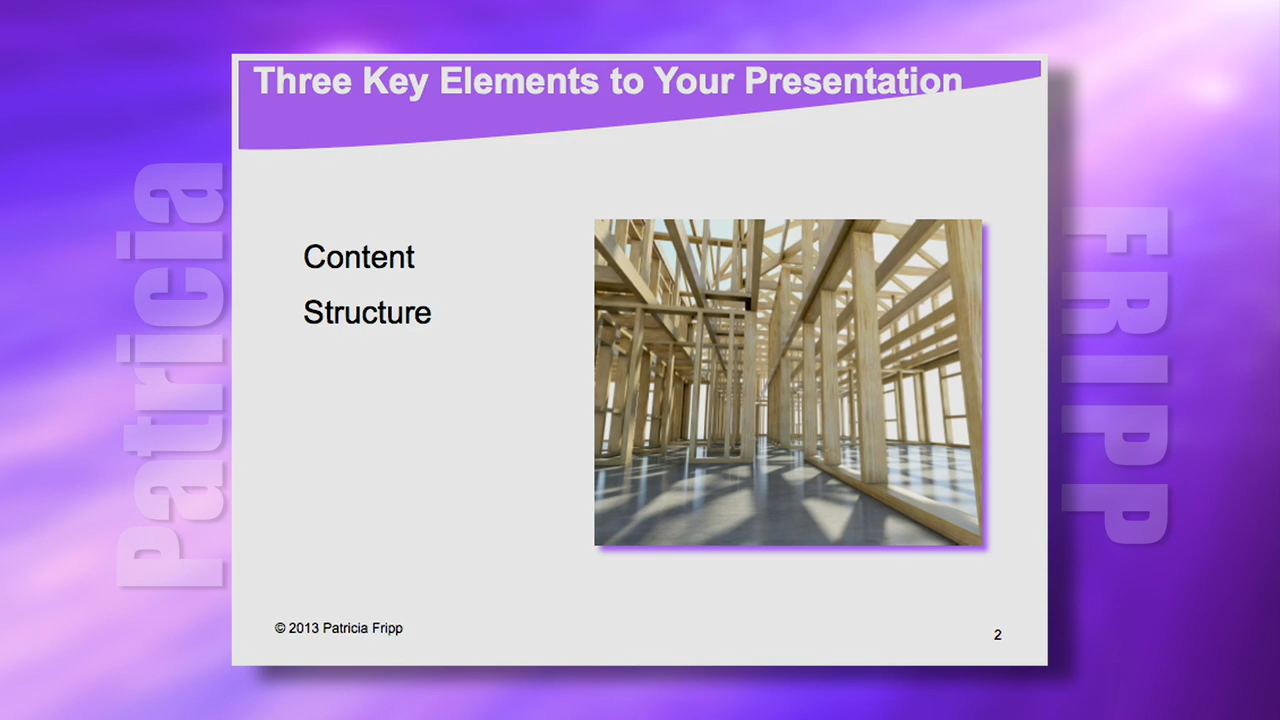 Three Key Elements to Your Presentation
Patricia
Content
Structure
FRIPP
© 2013 Patricia Fripp
2